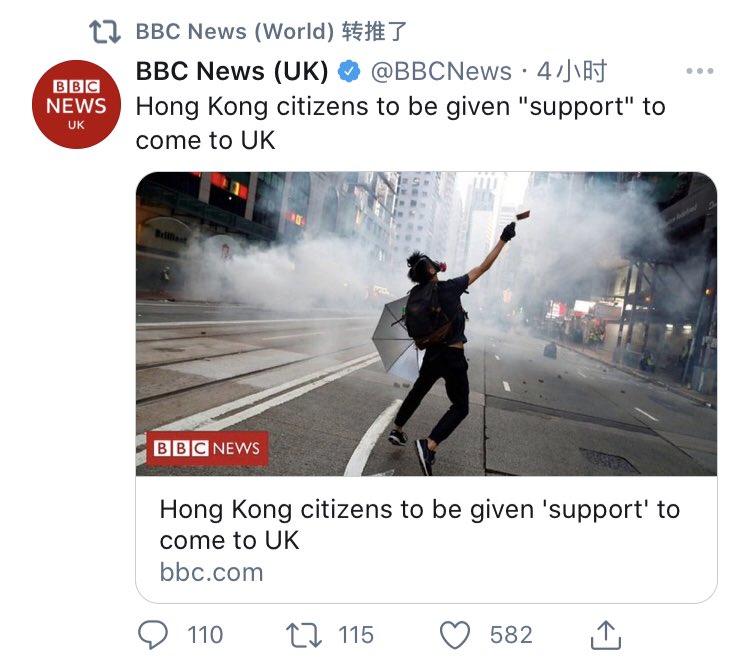 BBC News (World) 转推了
BBC News (UK) @BBCNews · 4小时
BBC
NEWS
UK
Hong Kong citizens to be given "support" to
come to UK
Brilliant
BBC NEWS
Hong Kong citizens to be given 'support' to
come to UK
bbc.com
110 115 582